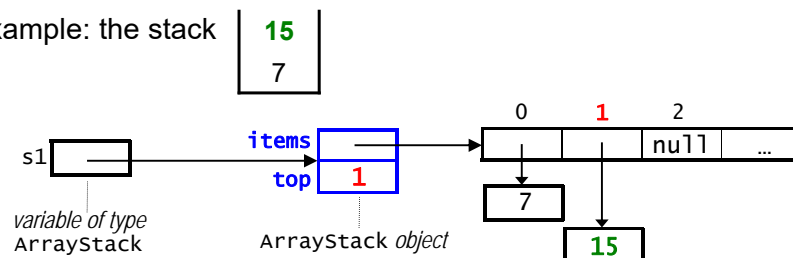 xample: the stack
15
7
0 1 2
items
s1
null …
top
1
7
variable of type
ArrayStack
ArrayStack object
15